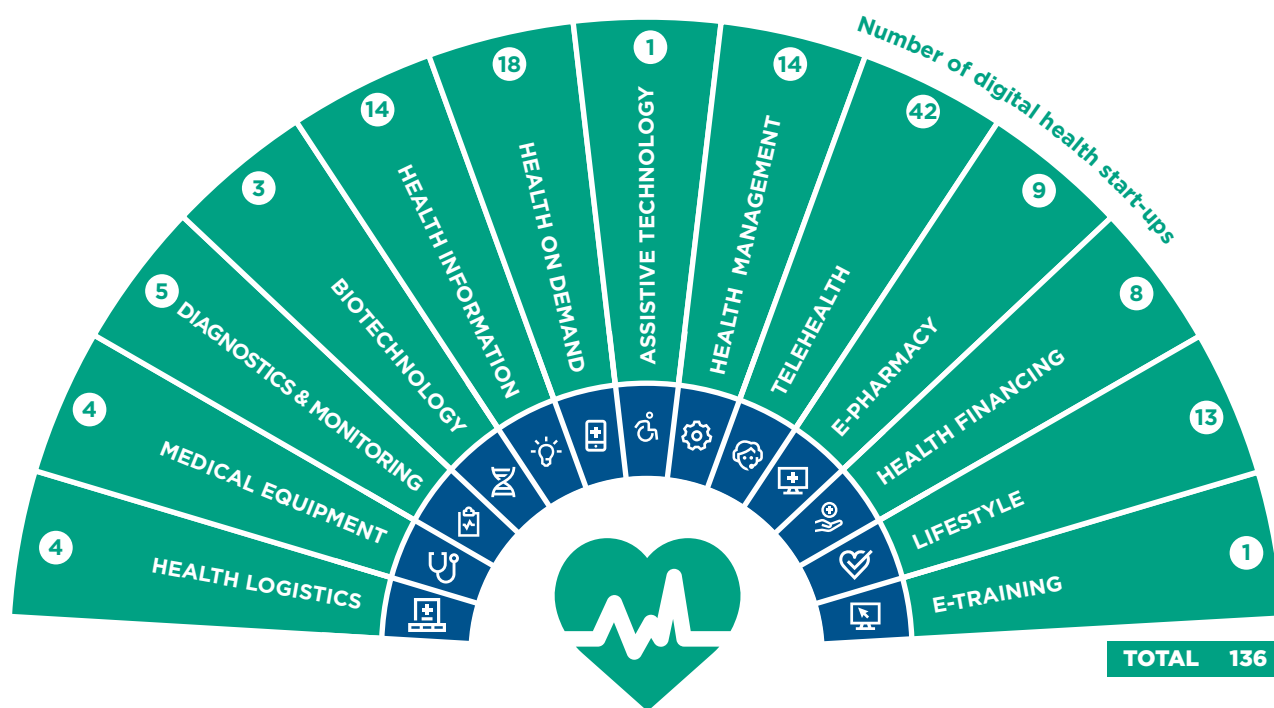 Number of digital health start-ups
4
HEALTH LOGISTICS
4
MEDICAL EQUIPMENT
5
DIAGNOSTICS & MONITORING
3
BIOTECHNOLOGY
14
HEALTH INFORMATION
18
HEALTH ON DEMAND
1
ASSISTIVE TECHNOLOGY
14
HEALTH MANAGEMENT
42
TELEHEALTH
9
E-PHARMACY
8
HEALTH FINANCING
13
LIFESTYLE
1
E-TRAINING
TOTAL 136